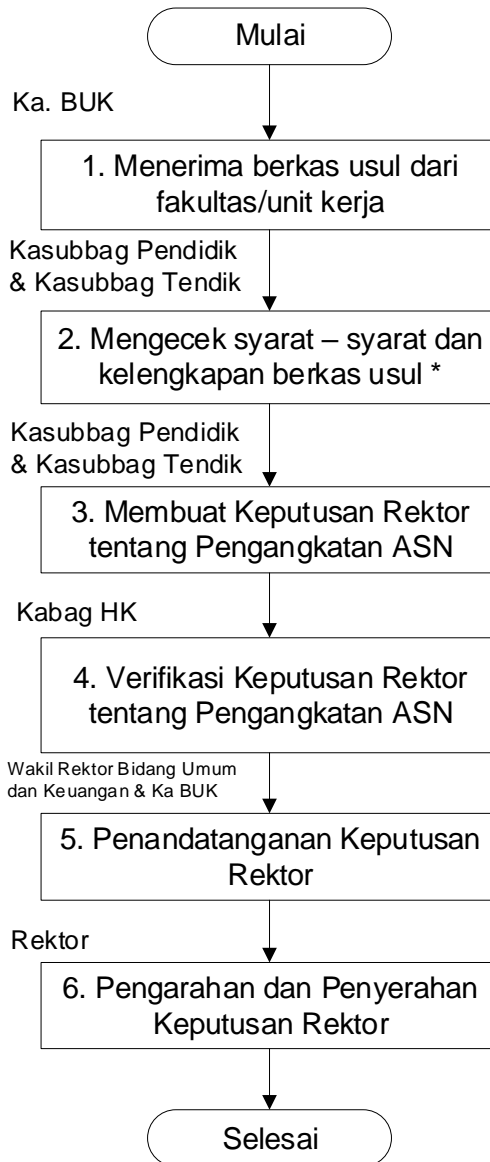 Mulai
Ka. BUK
1. Menerima berkas usul dari
fakultas/unit kerja
Kasubbag Pendidik
& Kasubbag Tendik
2. Mengecek syarat – syarat dan
kelengkapan berkas usul *
Kasubbag Pendidik
& Kasubbag Tendik
3. Membuat Keputusan Rektor
tentang Pengangkatan ASN
Kabag HK
4. Verifikasi Keputusan Rektor
tentang Pengangkatan ASN
Wakil Rektor Bidang Umum
dan Keuangan & Ka BUK
5. Penandatanganan Keputusan
Rektor
Rektor
6. Pengarahan dan Penyerahan
Keputusan Rektor
Selesai